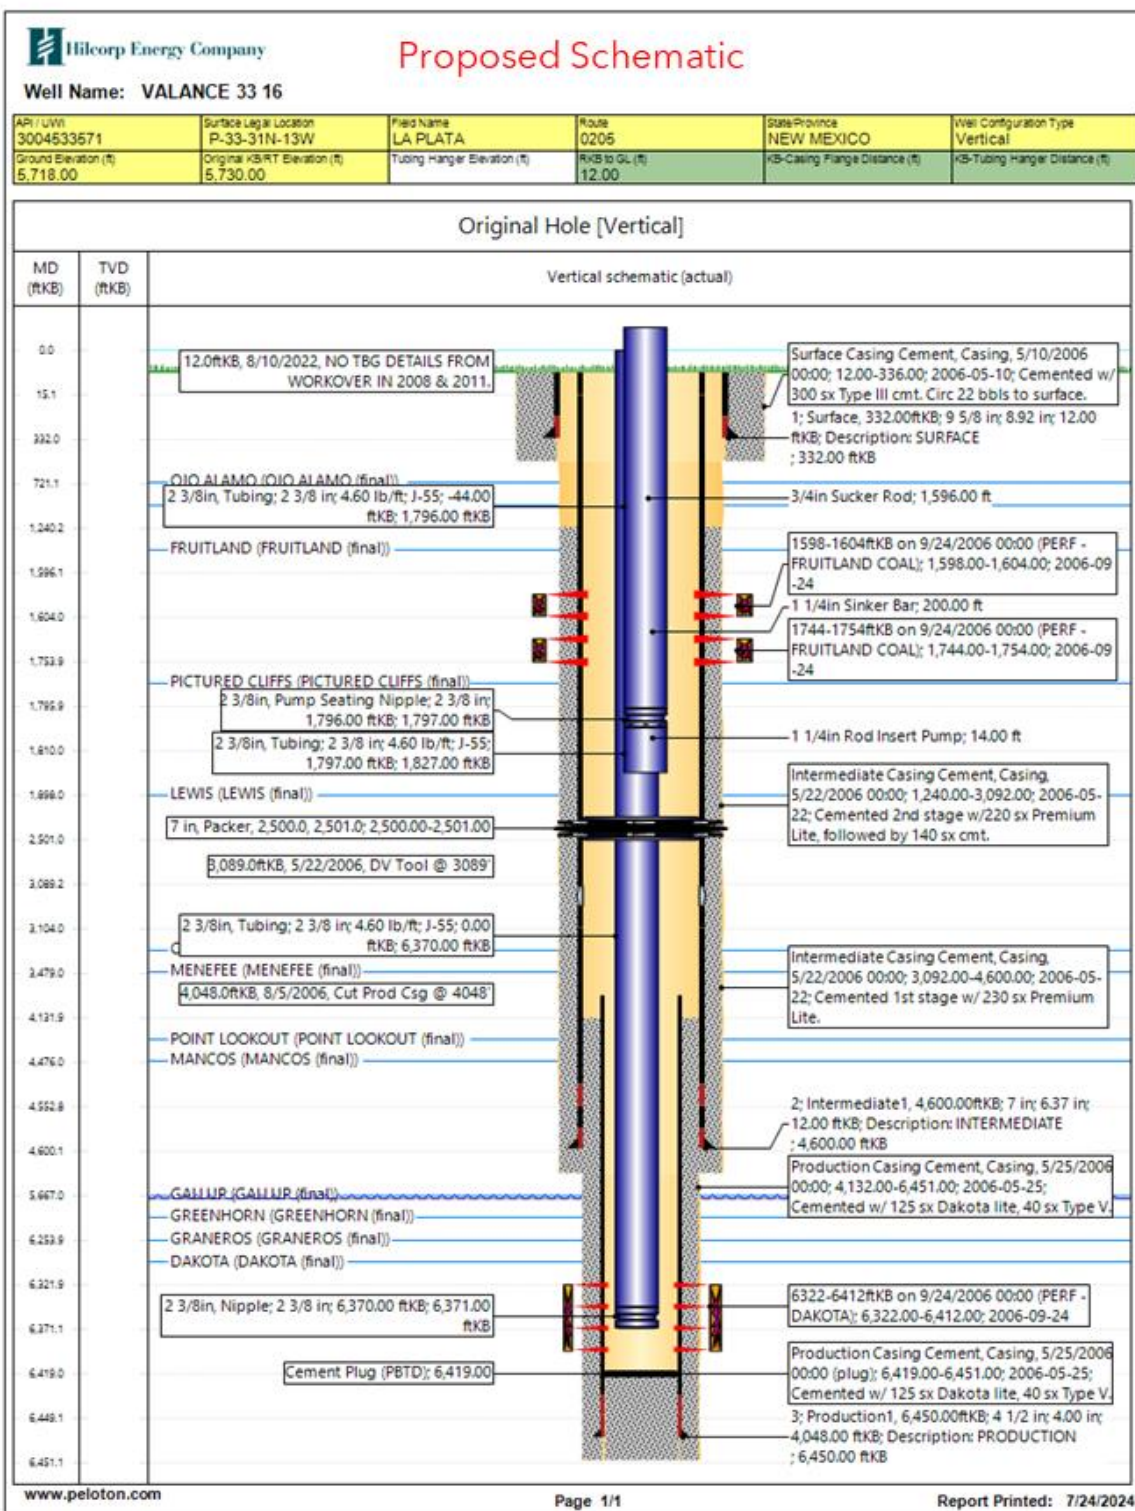 Hilcorp Energy Company
Proposed Schematic
Well Name: VALANCE 33 16
API / UWI
3004533571
Surface Legal Location
P-33-31N-13W
Field Name
LA PLATA
Route
0205
State/Province
NEW MEXICO
Well Configuration Type
Vertical
Ground Elevation (ft)
5,718.00
Original KB/RT Elevation (ft)
5,730.00
Tubing Hanger Elevation (ft)
RKB to GL (ft)
12.00
KB-Casing Flange Distance (ft)
KB-Tubing Hanger Distance (ft)
Original Hole [Vertical]
MD
(ftKB)
TVD
(ftKB)
Vertical schematic (actual)
0.0
15.1
332.0
721.1
1,240.2
1,596.1
1,604.0
1,753.9
1,795.9
1,810.0
1,898.0
2,501.0
3,089.2
3,104.0
3,479.0
4,131.9
4,476.0
4,552.8
4,600.1
5,667.0
6,253.9
6,321.9
6,371.1
6,419.0
6,449.1
6,451.1
12.0ftKB, 8/10/2022, NO TBG DETAILS FROM
WORKOVER IN 2008 & 2011.
OJO ALAMO (OJO ALAMO (final))
2 3/8in, Tubing; 2 3/8 in; 4.60 lb/ft; J-55; -44.00
ftKB; 1,796.00 ftKB
FRUITLAND (FRUITLAND (final))
PICTURED CLIFFS (PICTURED CLIFFS (final))
2 3/8in, Pump Seating Nipple; 2 3/8 in;
1,796.00 ftKB; 1,797.00 ftKB
2 3/8in, Tubing; 2 3/8 in; 4.60 lb/ft; J-55;
1,797.00 ftKB; 1,827.00 ftKB
LEWIS (LEWIS (final))
7 in, Packer, 2,500.0, 2,501.0; 2,500.00-2,501.00
3,089.0ftKB, 5/22/2006, DV Tool @ 3089'
2 3/8in, Tubing; 2 3/8 in; 4.60 lb/ft; J-55; 0.00
ftKB; 6,370.00 ftKB
MENEFEE (MENEFEE (final))
4,048.0ftKB, 8/5/2006, Cut Prod Csg @ 4048'
POINT LOOKOUT (POINT LOOKOUT (final))
MANCOS (MANCOS (final))
GALLUP (GALLUP (final))
GREENHORN (GREENHORN (final))
GRANEROS (GRANEROS (final))
DAKOTA (DAKOTA (final))
2 3/8in, Nipple; 2 3/8 in; 6,370.00 ftKB; 6,371.00
ftKB
Cement Plug (PBTD); 6,419.00
Surface Casing Cement, Casing, 5/10/2006
00:00; 12.00-336.00; 2006-05-10; Cemented w/
300 sx Type III cmt. Circ 22 bbls to surface.
1; Surface, 332.00ftKB; 9 5/8 in; 8.92 in; 12.00
ftKB; Description: SURFACE
; 332.00 ftKB
3/4in Sucker Rod; 1,596.00 ft
1598-1604ftKB on 9/24/2006 00:00 (PERF -
FRUITLAND COAL); 1,598.00-1,604.00; 2006-09
-24
1 1/4in Sinker Bar; 200.00 ft
1744-1754ftKB on 9/24/2006 00:00 (PERF -
FRUITLAND COAL); 1,744.00-1,754.00; 2006-09
-24
1 1/4in Rod Insert Pump; 14.00 ft
Intermediate Casing Cement, Casing,
5/22/2006 00:00; 1,240.00-3,092.00; 2006-05-
22; Cemented 2nd stage w/220 sx Premium
Lite, followed by 140 sx cmt.
Intermediate Casing Cement, Casing,
5/22/2006 00:00; 3,092.00-4,600.00; 2006-05-
22; Cemented 1st stage w/ 230 sx Premium
Lite.
2; Intermediate1, 4,600.00ftKB; 7 in; 6.37 in;
12.00 ftKB; Description: INTERMEDIATE
; 4,600.00 ftKB
Production Casing Cement, Casing, 5/25/2006
00:00; 4,132.00-6,451.00; 2006-05-25;
Cemented w/ 125 sx Dakota lite, 40 sx Type V.
6322-6412ftKB on 9/24/2006 00:00 (PERF -
DAKOTA); 6,322.00-6,412.00; 2006-09-24
Production Casing Cement, Casing, 5/25/2006
00:00 (plug); 6,419.00-6,451.00; 2006-05-25;
Cemented w/ 125 sx Dakota lite, 40 sx Type V.
3; Production1, 6,450.00ftKB; 4 1/2 in; 4.00 in;
4,048.00 ftKB; Description: PRODUCTION
; 6,450.00 ftKB
www.peloton.com
Page 1/1
Report Printed: 7/24/2024